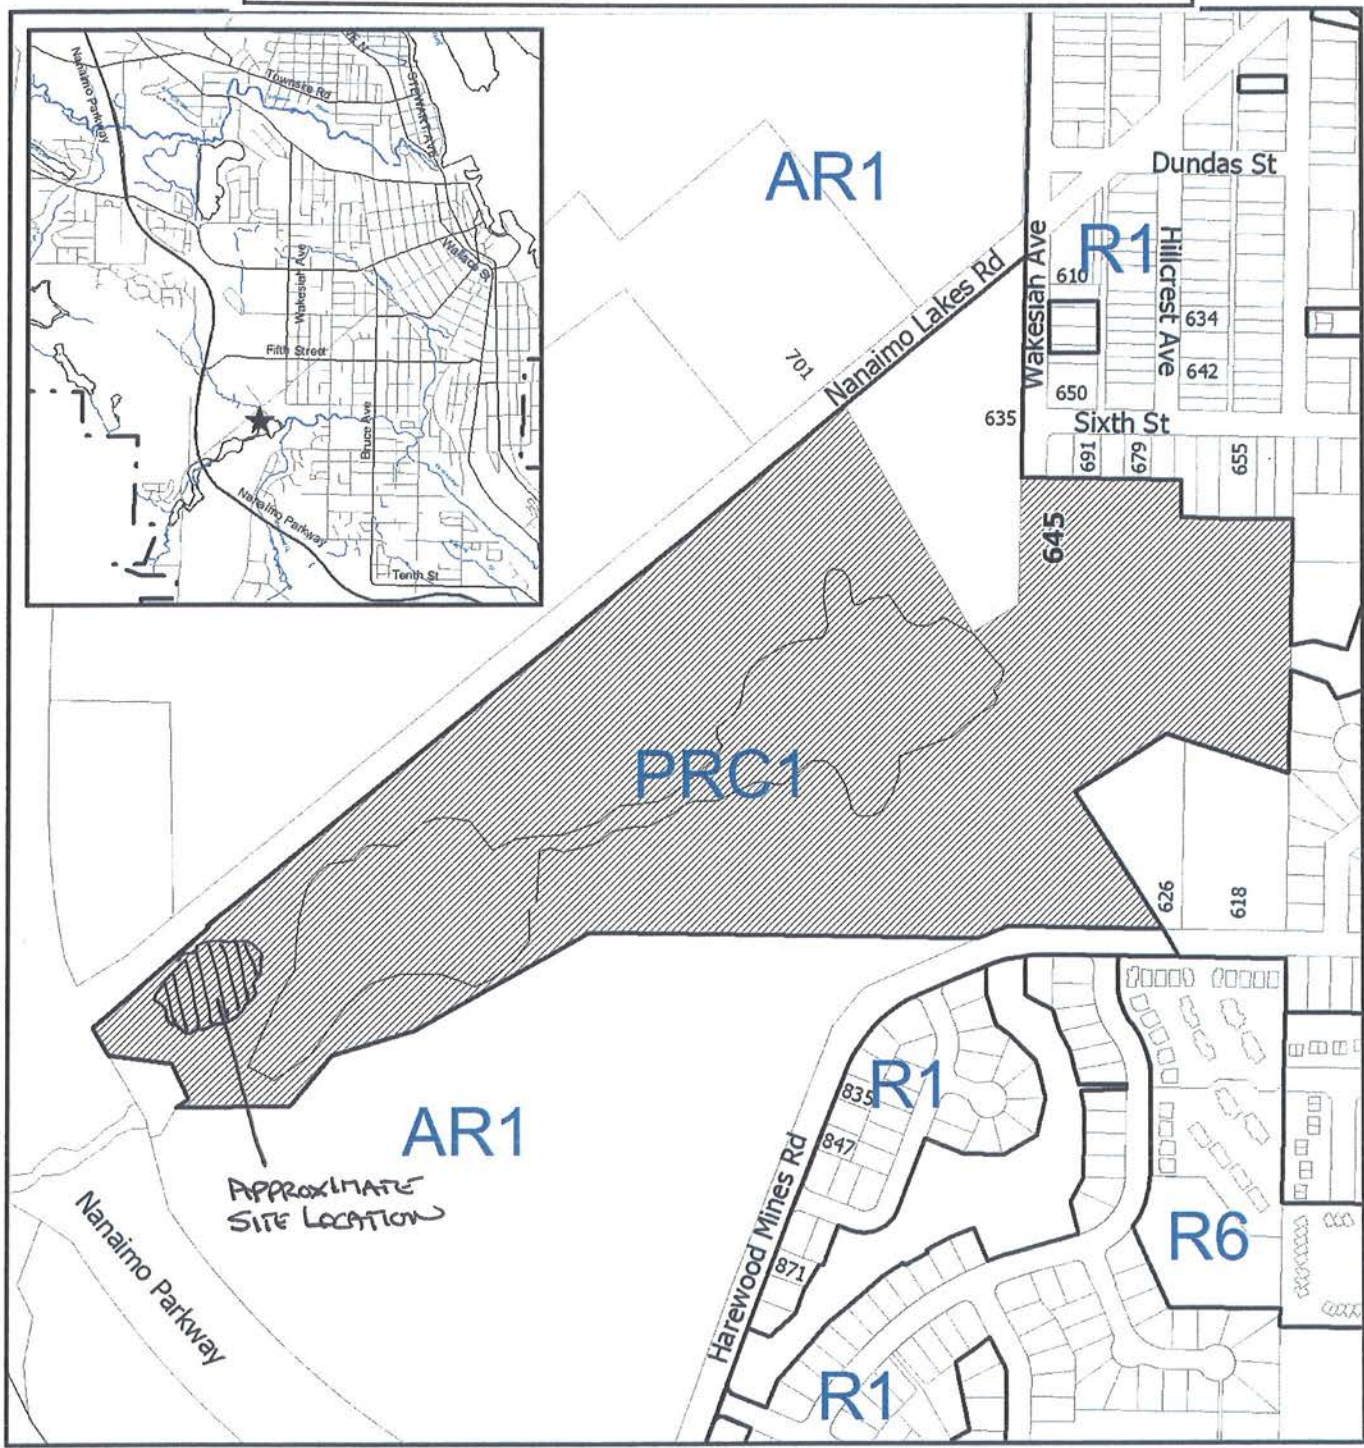 Nanaimo Parkway
Townsite Rd
STEWART AVE
Wallace St
Wakesiah Ave
Fifth Street
Bruce Ave
Nanaimo Parkway
Tenth St
AR1
Dundas St
R1
Wakesiah Ave
Hillcrest Ave
610
634
642
650
Nanaimo Lakes Rd
701
635
Sixth St
691
679
655
645
PRC1
626
618
AR1
APPROXIMATE
SITE LOCATION
Nanaimo Parkway
R1
835
847
871
Harewood Mines Rd
R6
R1